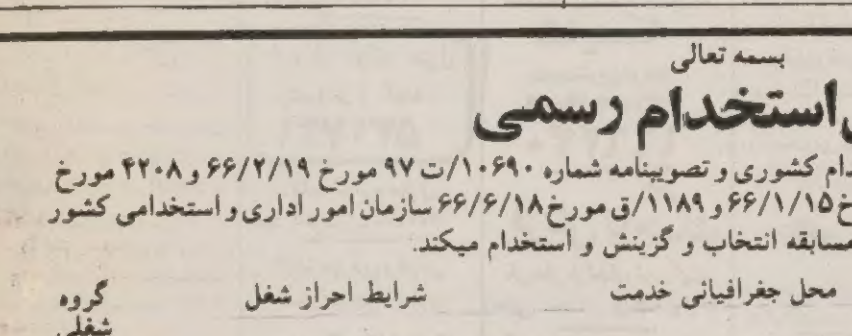 بسمه تعالی
استخدام رسمی
کشوری و تصویبنامه شماره ۱۰۶۹۰/ت ۹۷ مورخ ۶۶/۲/۱۹ و ۴۲۰۸ مورخ
۶۶/۱/۱۵ و ۱۱۸۹/ق مورخ ۶۶/۶/۱۸ سازمان امور اداری و استخدامی کشور
مسابقه انتخاب و گزینش و استخدام میکند.
محل جغرافیائی خدمت شرایط احراز شغل گروه
شغلی